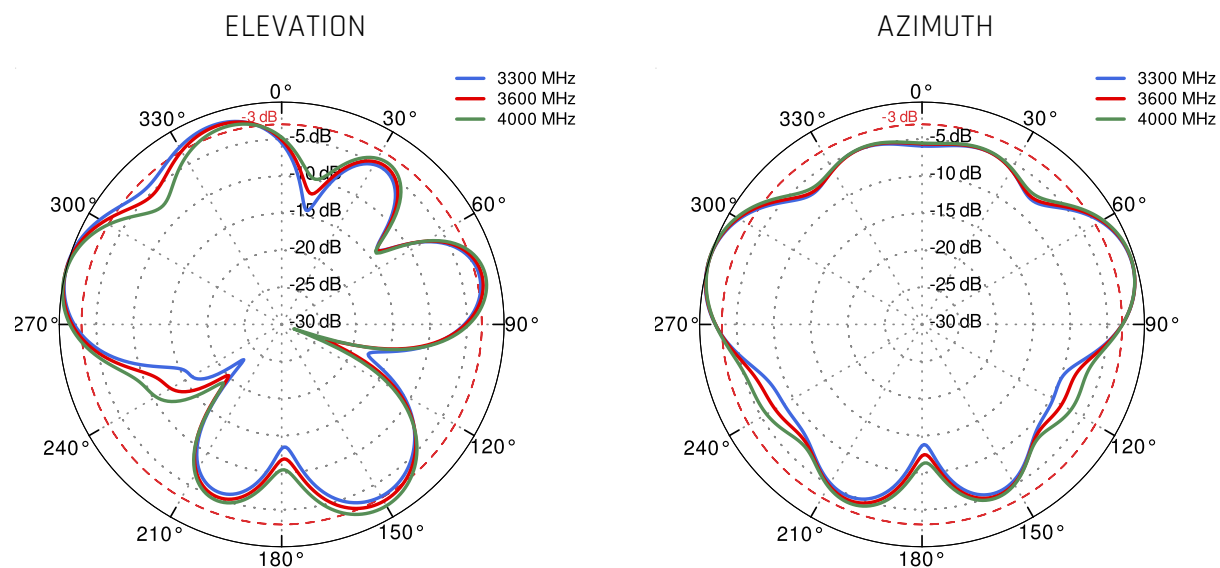 ELEVATION
3300 MHz
3600 MHz
4000 MHz
0°
30°
60°
90°
120°
150°
180°
210°
240°
270°
300°
330°
-3 dB
-5 dB
-10 dB
-15 dB
-20 dB
-25 dB
-30 dB
AZIMUTH
3300 MHz
3600 MHz
4000 MHz
0°
30°
60°
90°
120°
150°
180°
210°
240°
270°
300°
330°
-3 dB
-5 dB
-10 dB
-15 dB
-20 dB
-25 dB
-30 dB